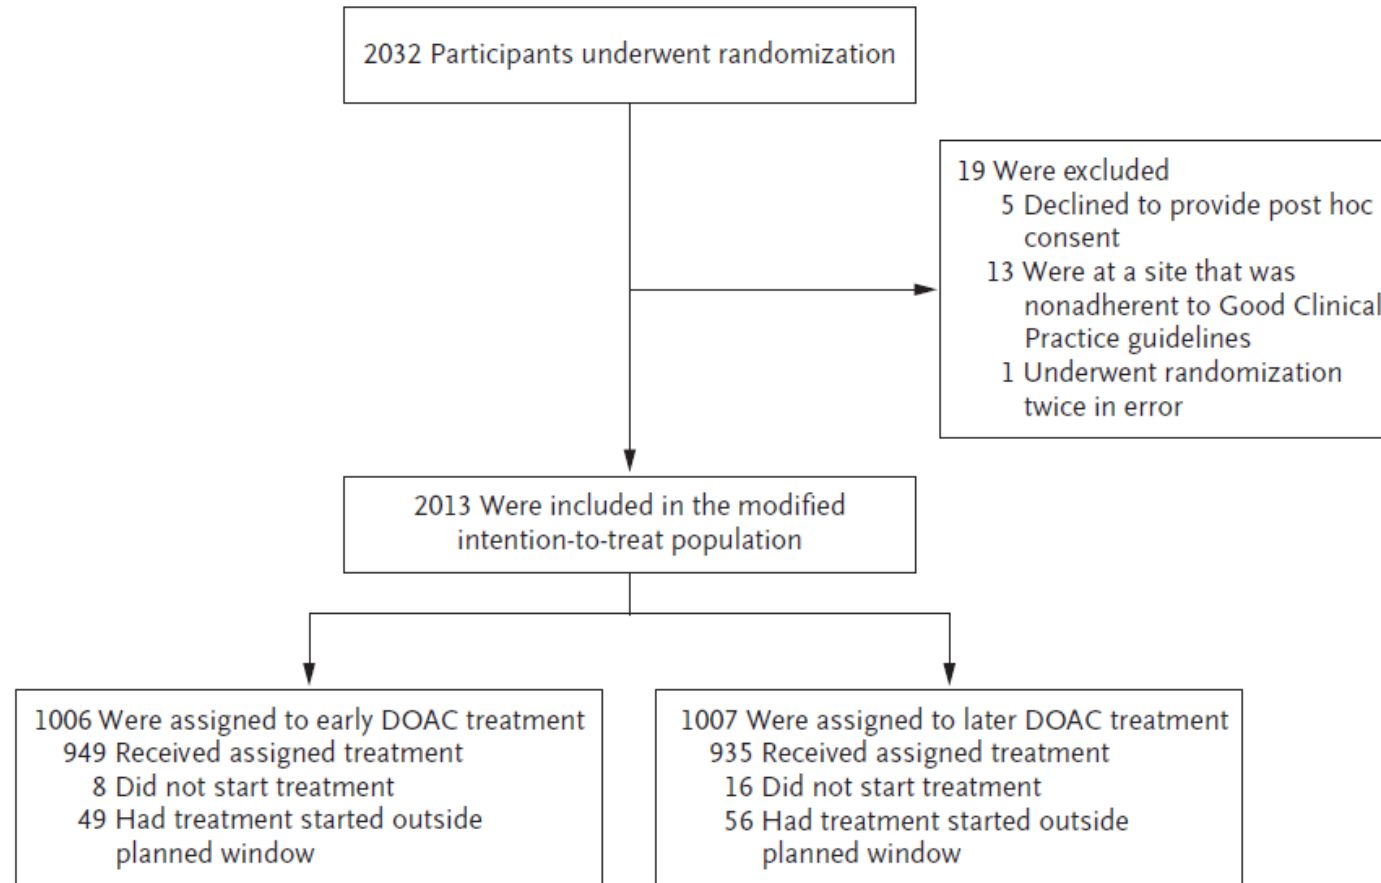 2032 Participants underwent randomization
19 Were excluded
5 Declined to provide post hoc
consent
13 Were at a site that was
nonadherent to Good Clinical
Practice guidelines
1 Underwent randomization
twice in error
2013 Were included in the modified
intention-to-treat population
1006 Were assigned to early DOAC treatment
949 Received assigned treatment
8 Did not start treatment
49 Had treatment started outside
planned window
1007 Were assigned to later DOAC treatment
935 Received assigned treatment
16 Did not start treatment
56 Had treatment started outside
planned window